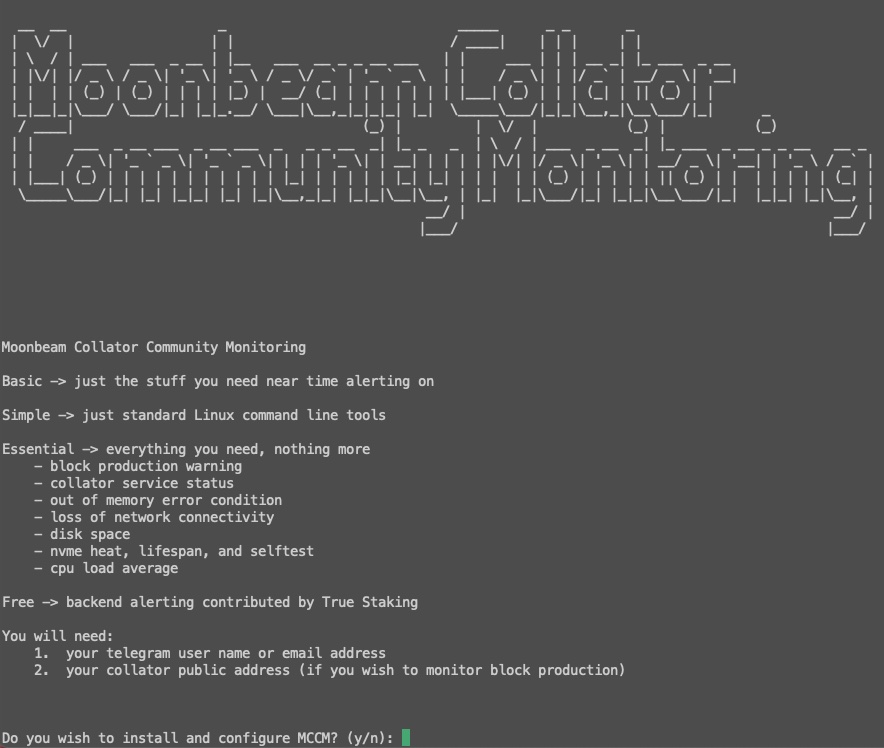 Moonbeam Collator
Community Monitoring
Moonbeam Collator Community Monitoring
Basic -> just the stuff you need near time alerting on
Simple -> just standard Linux command line tools
Essential -> everything you need, nothing more
- block production warning
- collator service status
- out of memory error condition
- loss of network connectivity
- disk space
- nvme heat, lifespan, and selftest
- cpu load average
Free -> backend alerting contributed by True Staking
You will need:
1. your telegram user name or email address
2. your collator public address (if you wish to monitor block production)
Do you wish to install and configure MCCM? (y/n):